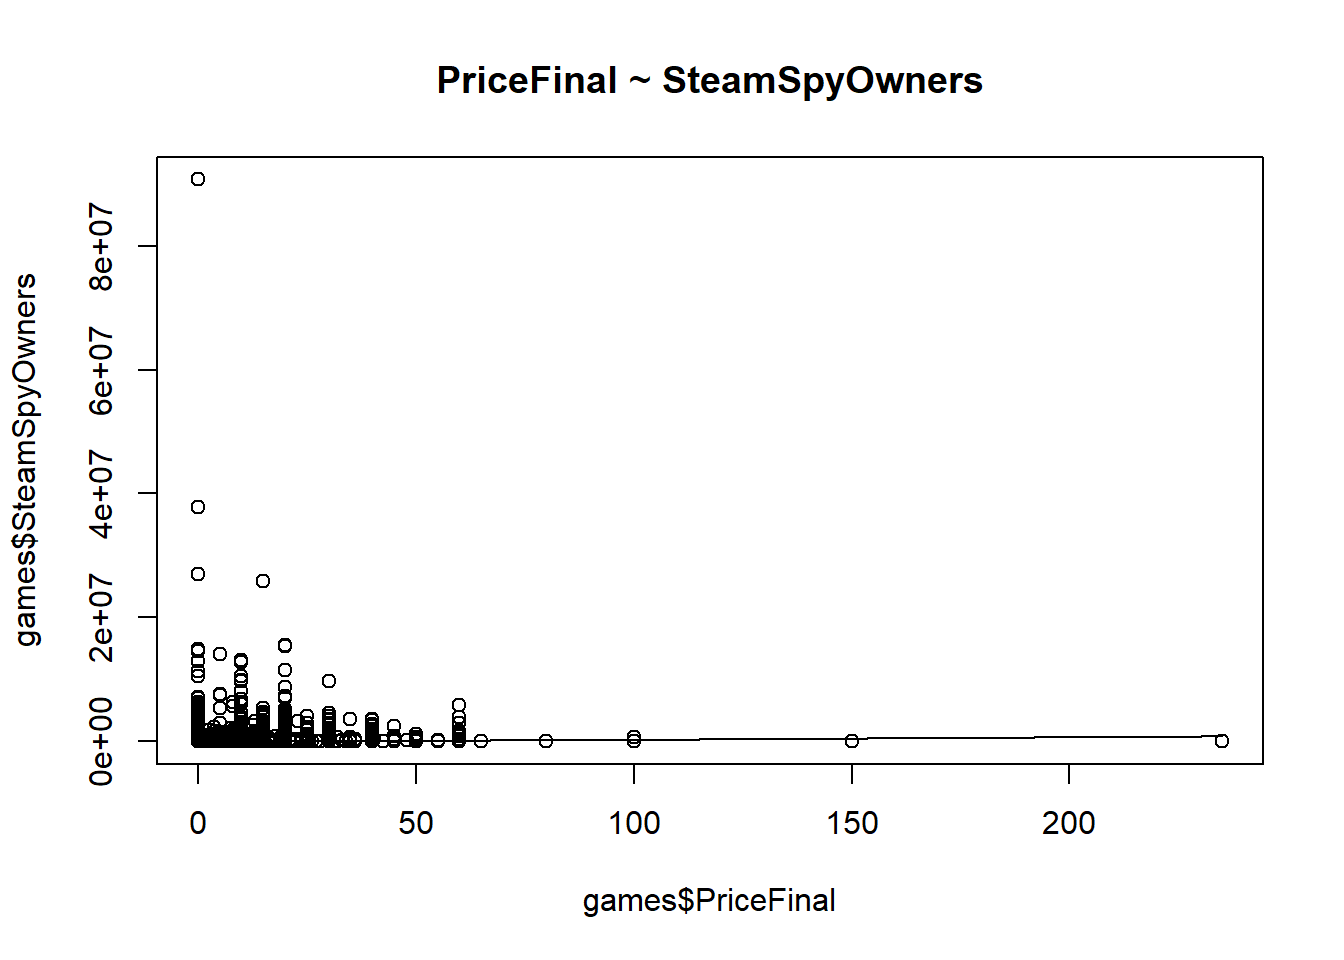 PriceFinal ~ SteamSpyOwners
games$SteamSpyOwners
8e+07
6e+07
4e+07
2e+07
0e+00
0 50 100 150 200
games$PriceFinal